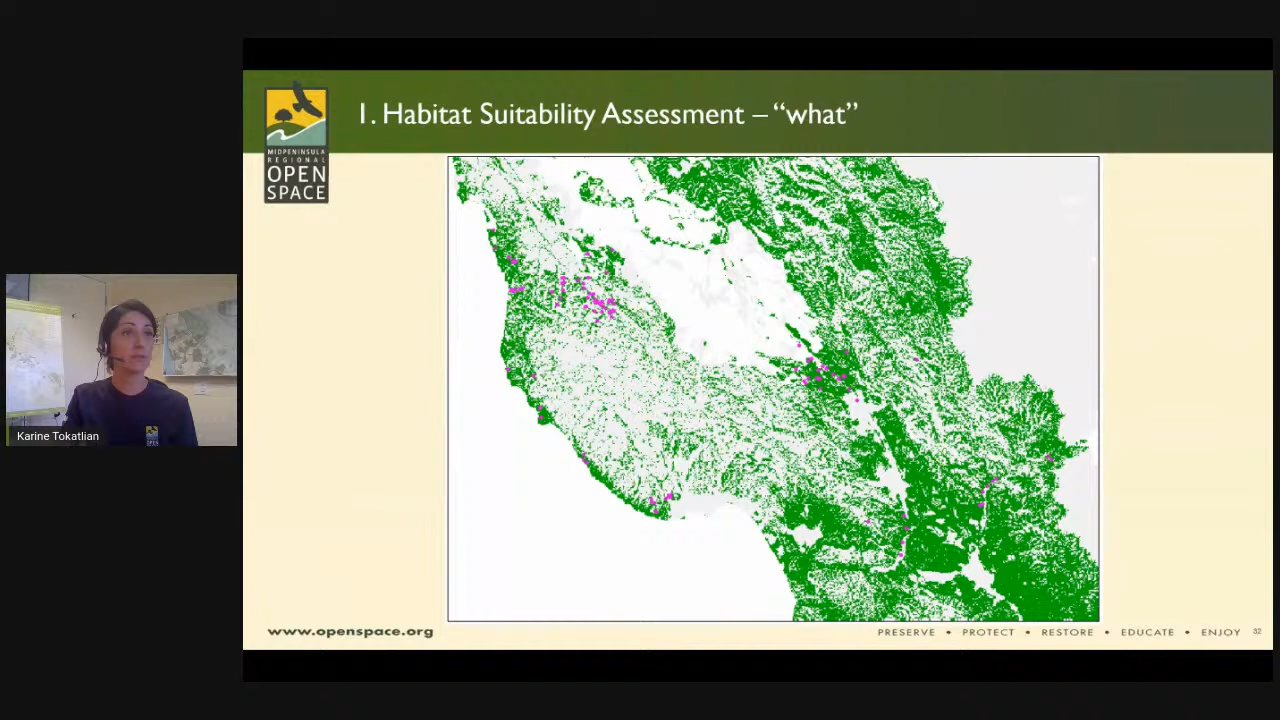 1. Habitat Suitability Assessment – “what”
MIDPENINSULA
REGIONAL
OPEN
SPACE
Karine Tokatlian
www.openspace.org
PRESERVE • PROTECT • RESTORE • EDUCATE • ENJOY 32